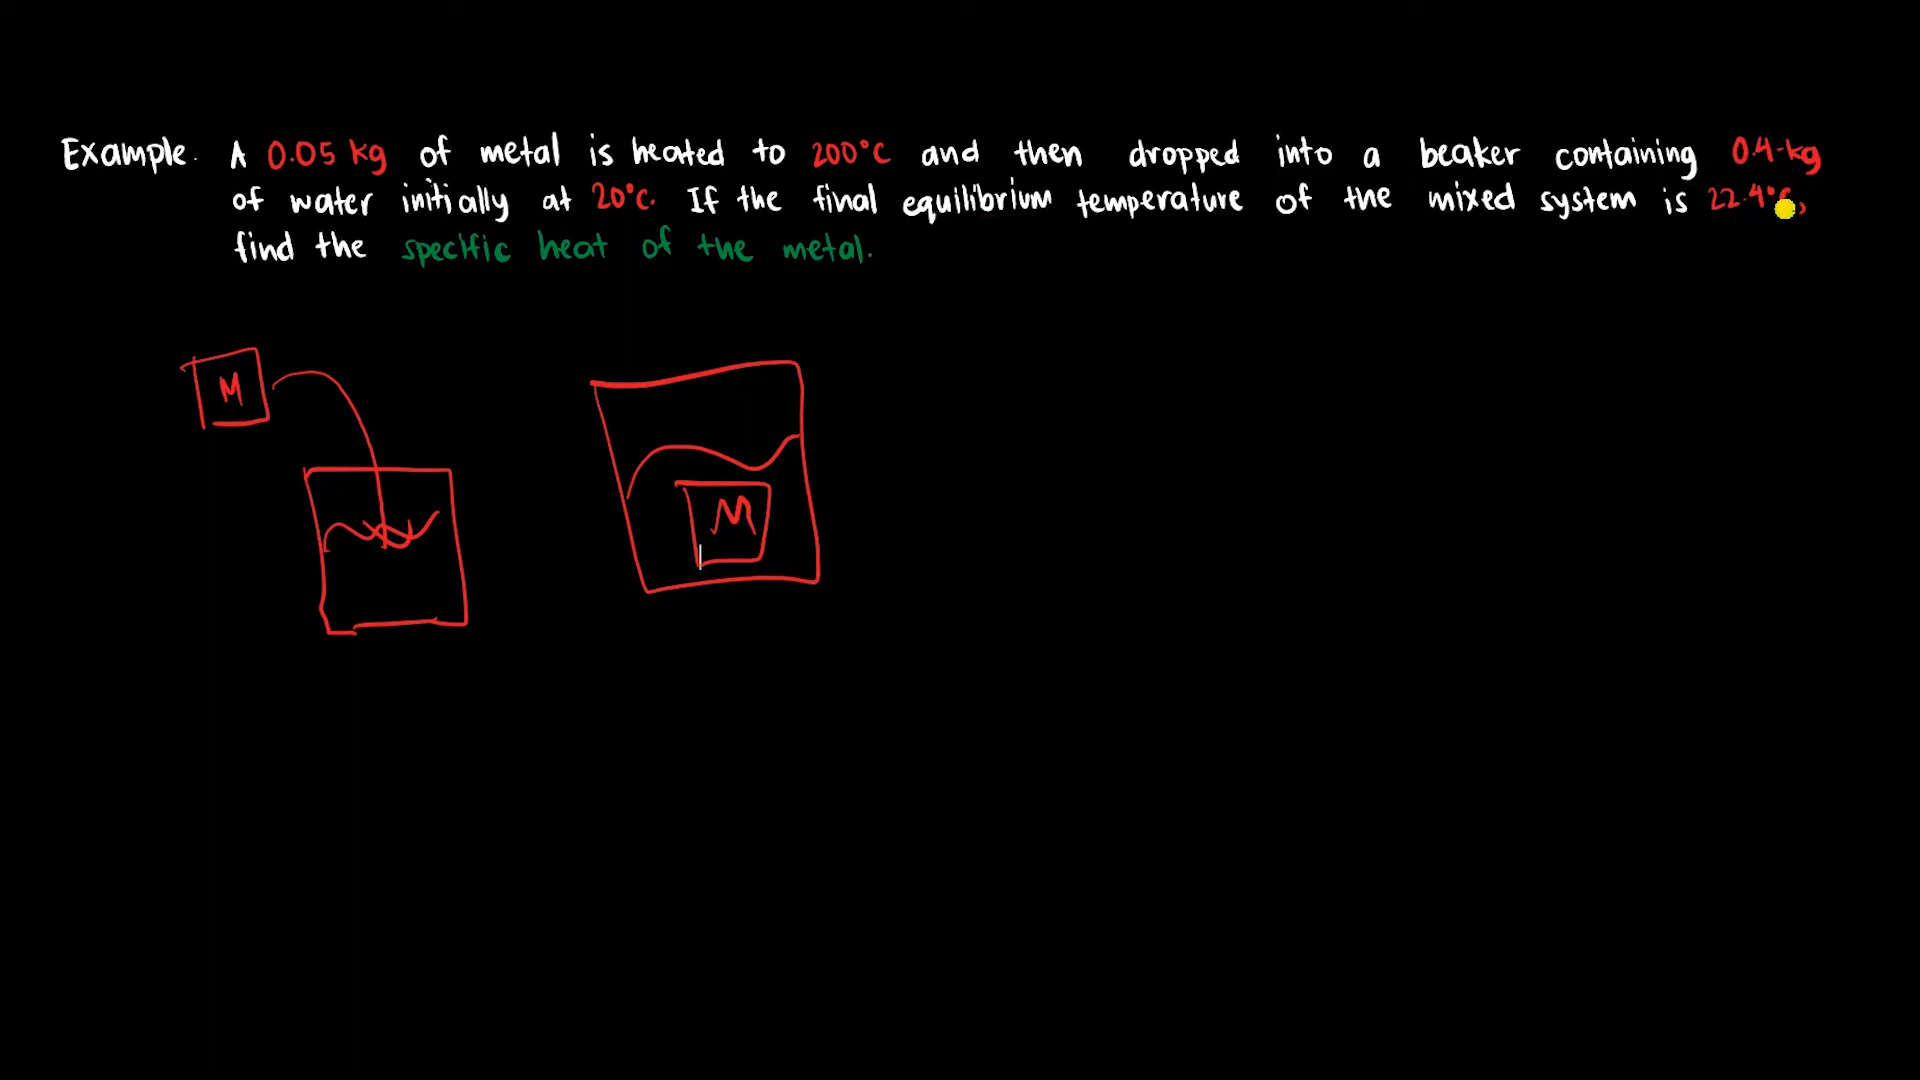 Example. A 0.05 kg of metal is heated to 200°C and then dropped into a beaker containing 0.4-kg
of water initially at 20°C. If the final equilibrium temperature of the mixed system is 22.4°C,
find the specific heat of the metal.
M
M